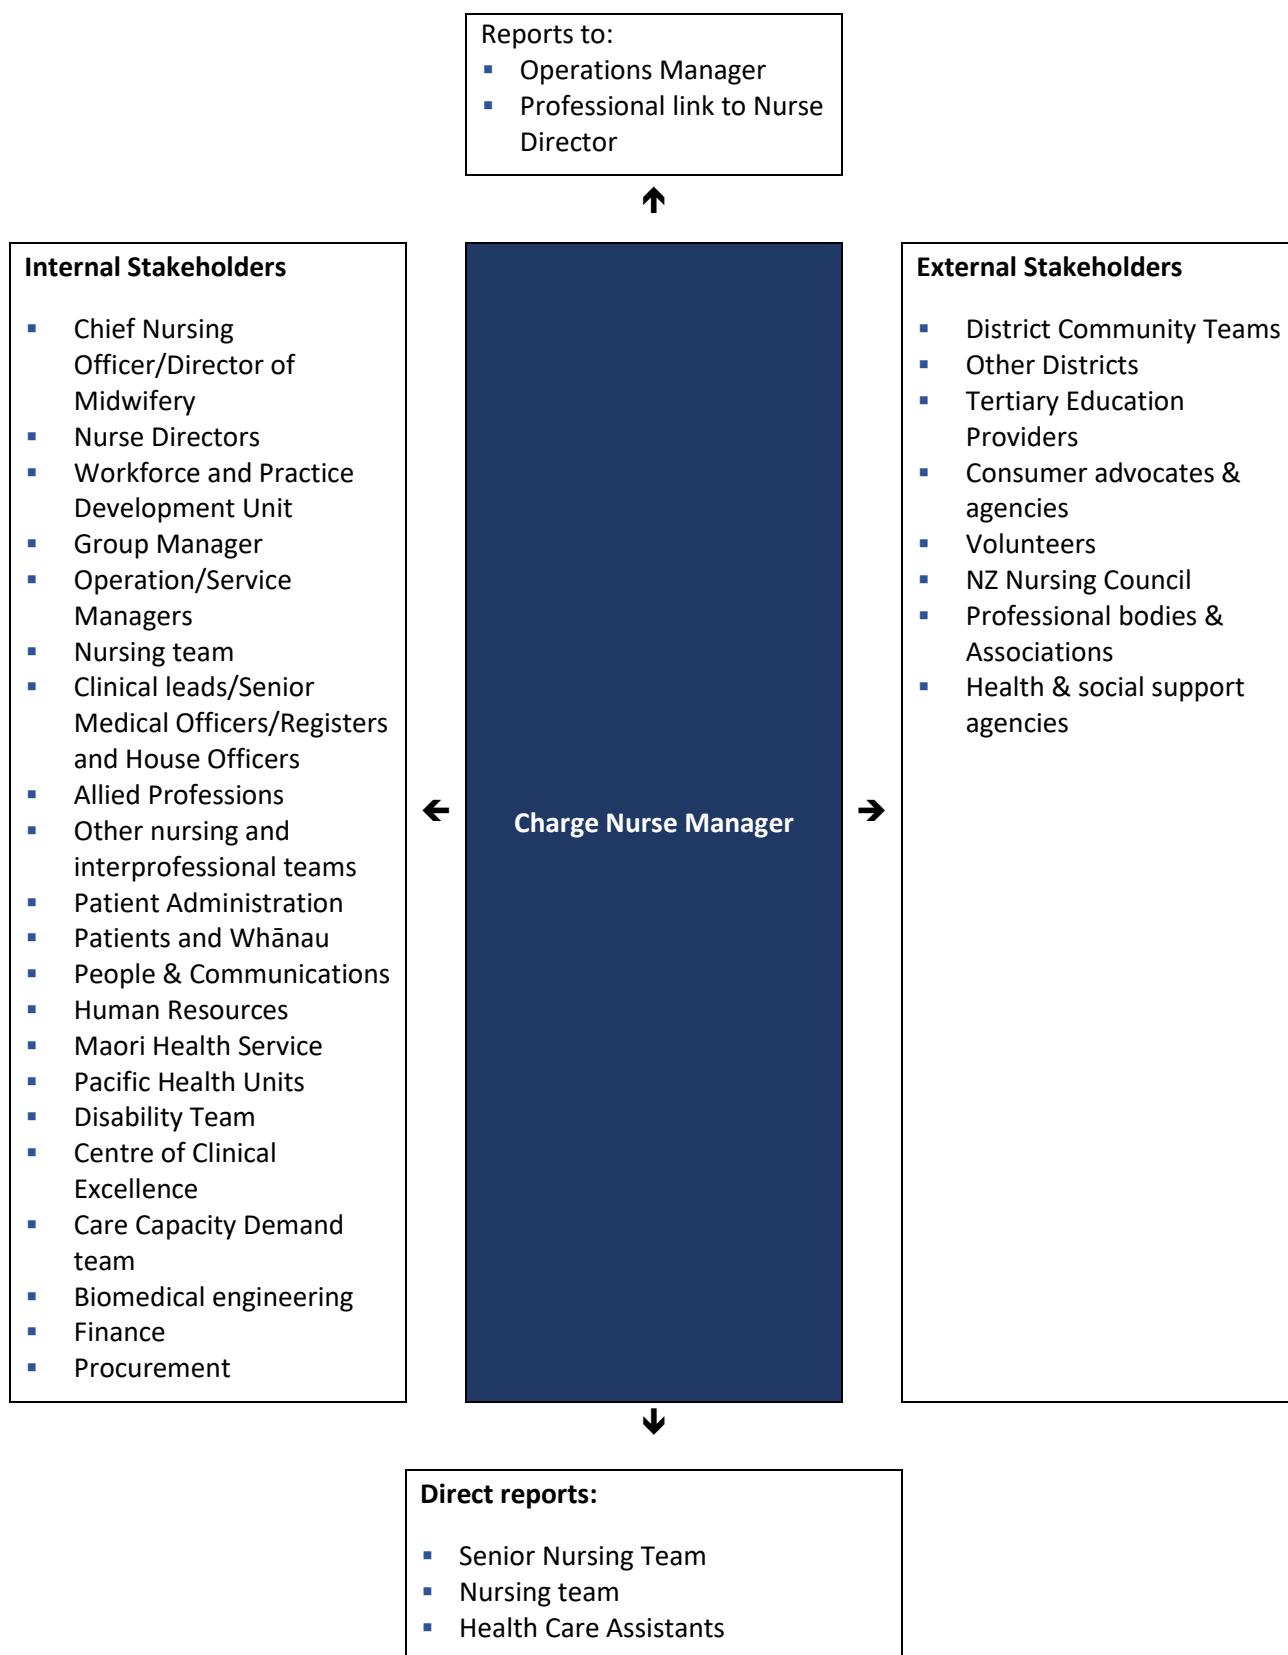 Reports to:
▪ Operations Manager
▪ Professional link to Nurse
Director
↑
Internal Stakeholders
▪ Chief Nursing
Officer/Director of
Midwifery
▪ Nurse Directors
▪ Workforce and Practice
Development Unit
▪ Group Manager
▪ Operation/Service
Managers
▪ Nursing team
▪ Clinical leads/Senior
Medical Officers/Registers
and House Officers
▪ Allied Professions
▪ Other nursing and
interprofessional teams
▪ Patient Administration
▪ Patients and Whānau
▪ People & Communications
▪ Human Resources
▪ Maori Health Service
▪ Pacific Health Units
▪ Disability Team
▪ Centre of Clinical
Excellence
▪ Care Capacity Demand
team
▪ Biomedical engineering
▪ Finance
▪ Procurement
←
Charge Nurse Manager
→
External Stakeholders
▪ District Community Teams
▪ Other Districts
▪ Tertiary Education
Providers
▪ Consumer advocates &
agencies
▪ Volunteers
▪ NZ Nursing Council
▪ Professional bodies &
Associations
▪ Health & social support
agencies
↓
Direct reports:
▪ Senior Nursing Team
▪ Nursing team
▪ Health Care Assistants